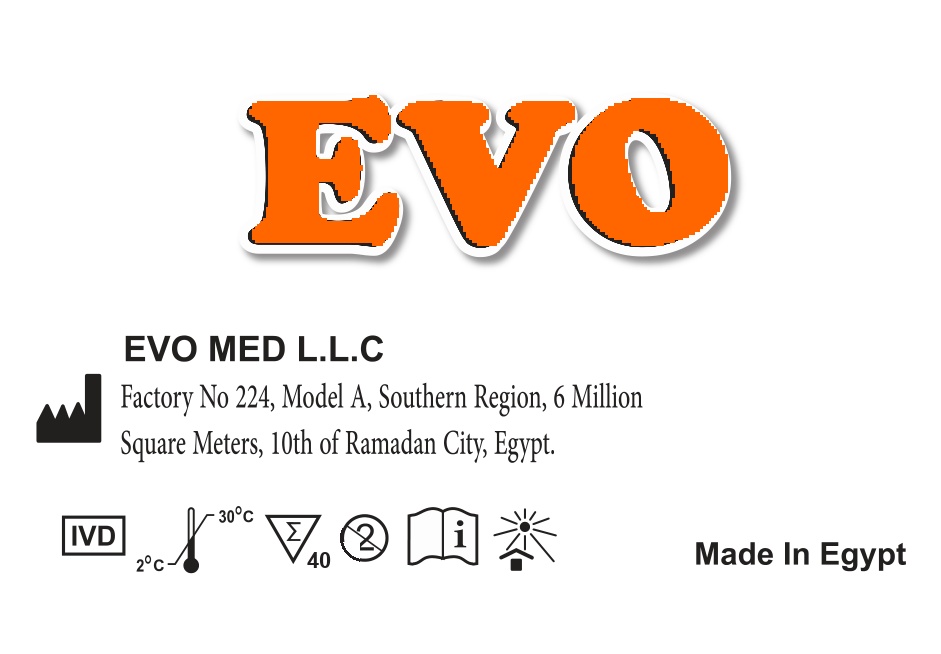 EVO
EVO MED L.L.C
Factory No 224, Model A, Southern Region, 6 Million
Square Meters, 10th of Ramadan City, Egypt.
IVD
2°C
30°C
Σ
40
2
i
Made In Egypt